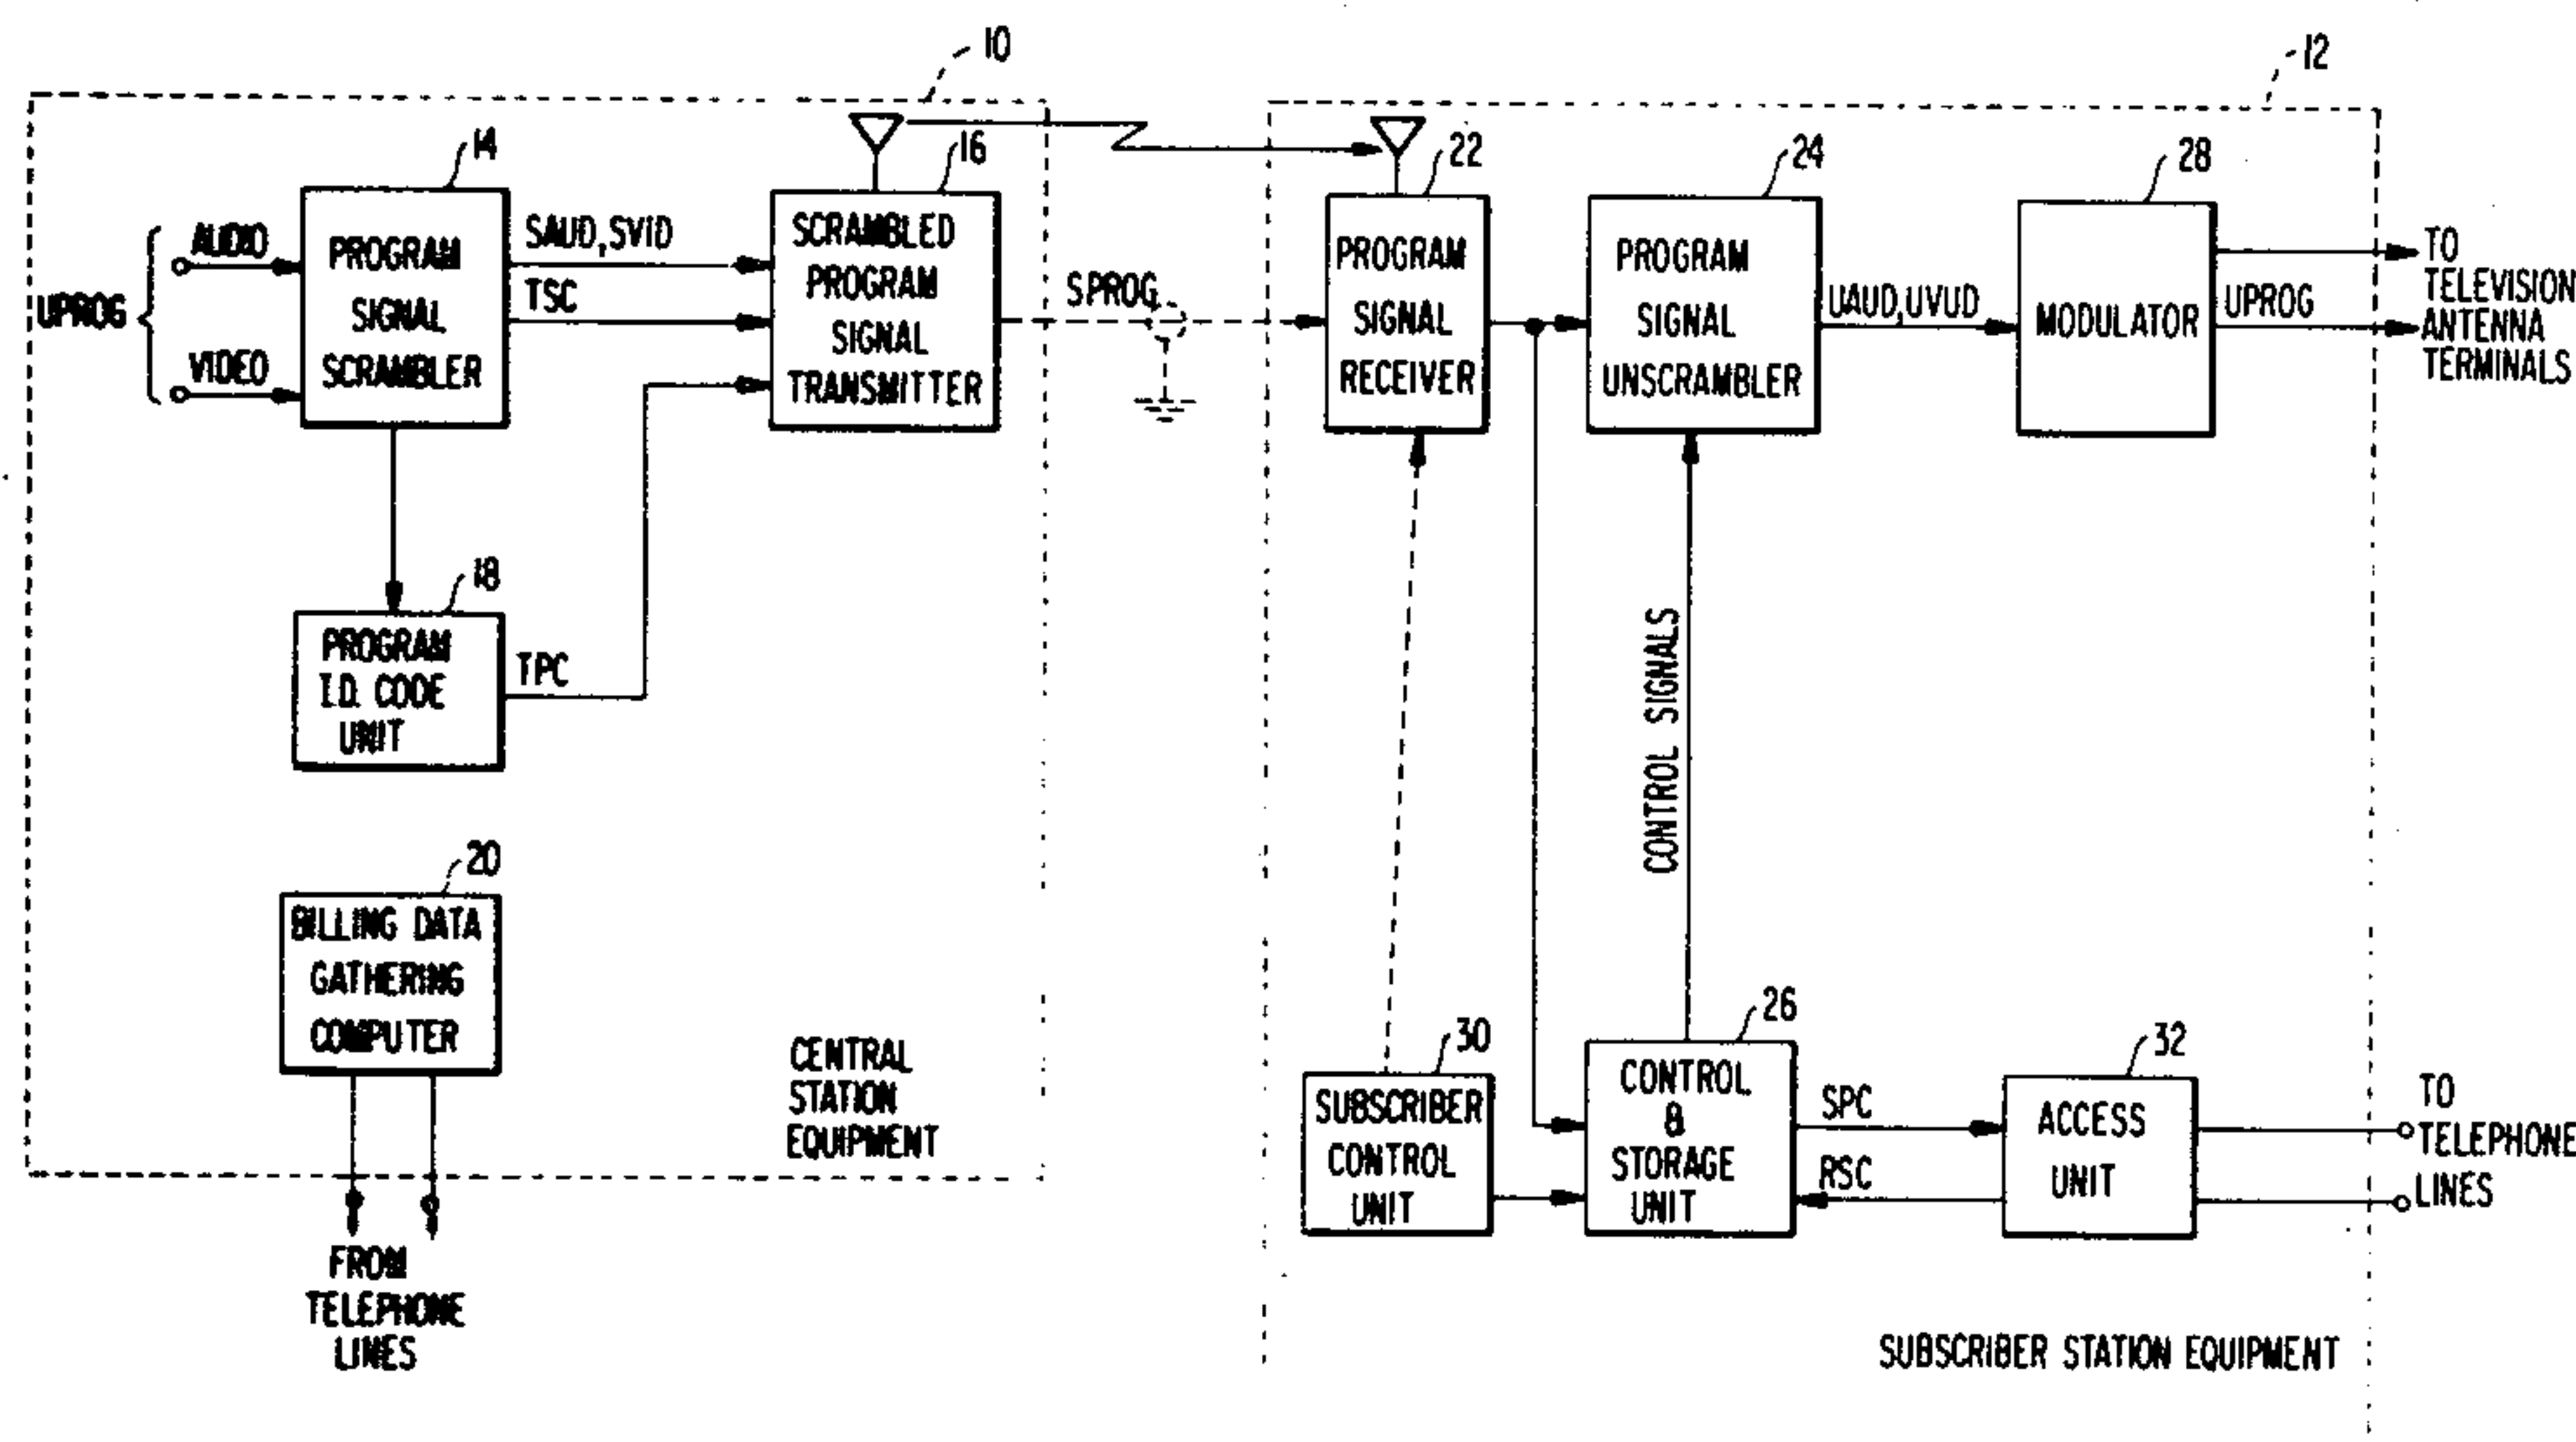 10
12
14
16
22
24
28
AUDIO
UPROG
VIDEO
PROGRAM
SIGNAL
SCRAMBLER
SAUD,SVID
TSC
SCRAMBLED
PROGRAM
SIGNAL
TRANSMITTER
SPROG
PROGRAM
SIGNAL
RECEIVER
PROGRAM
SIGNAL
UNSCRAMBLER
UAUD,UVUD
MODULATOR
UPROG
TO
TELEVISION
ANTENNA
TERMINALS
18
PROGRAM
I.D. CODE
UNIT
TPC
CONTROL SIGNALS
20
BILLING DATA
GATHERING
COMPUTER
CENTRAL
STATION
EQUIPMENT
FROM
TELEPHONE
LINES
30
SUBSCRIBER
CONTROL
UNIT
26
CONTROL
&
STORAGE
UNIT
SPC
RSC
32
ACCESS
UNIT
TO
TELEPHONE
LINES
SUBSCRIBER STATION EQUIPMENT